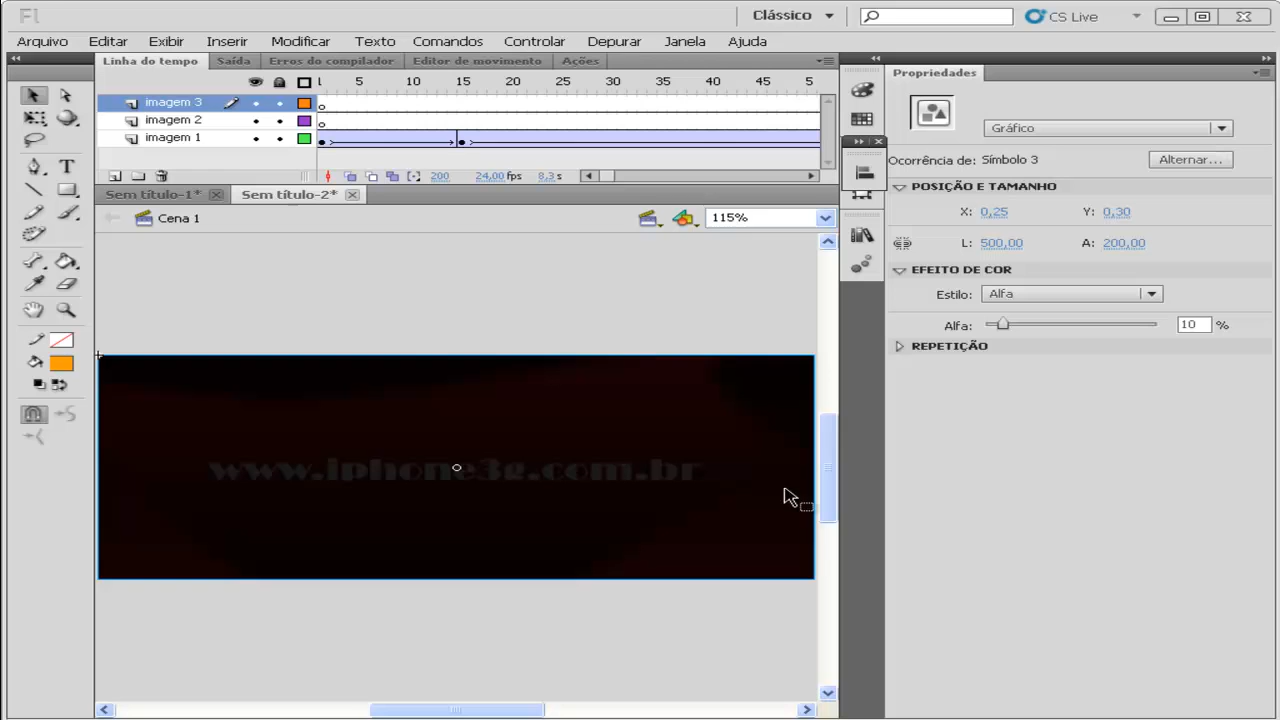 Fl
Clássico
CS Live
Arquivo Editar Exibir Inserir Modificar Texto Comandos Controlar Depurar Janela Ajuda
Linha do tempo Saída Erros do compilador Editor de movimento Ações
5 10 15 20 25 30 35 40 45 5
imagem 3
imagem 2
imagem 1
200 24,00 fps 8,3 s
Sem título-1* Sem título-2*
Cena 1
115%
www.iphone3g.com.br
Propriedades
Gráfico
Ocorrência de: Símbolo 3 Alternar...
POSIÇÃO E TAMANHO
X: 0,25 Y: 0,30
L: 500,00 A: 200,00
EFEITO DE COR
Estilo: Alfa
Alfa: 10 %
REPETIÇÃO